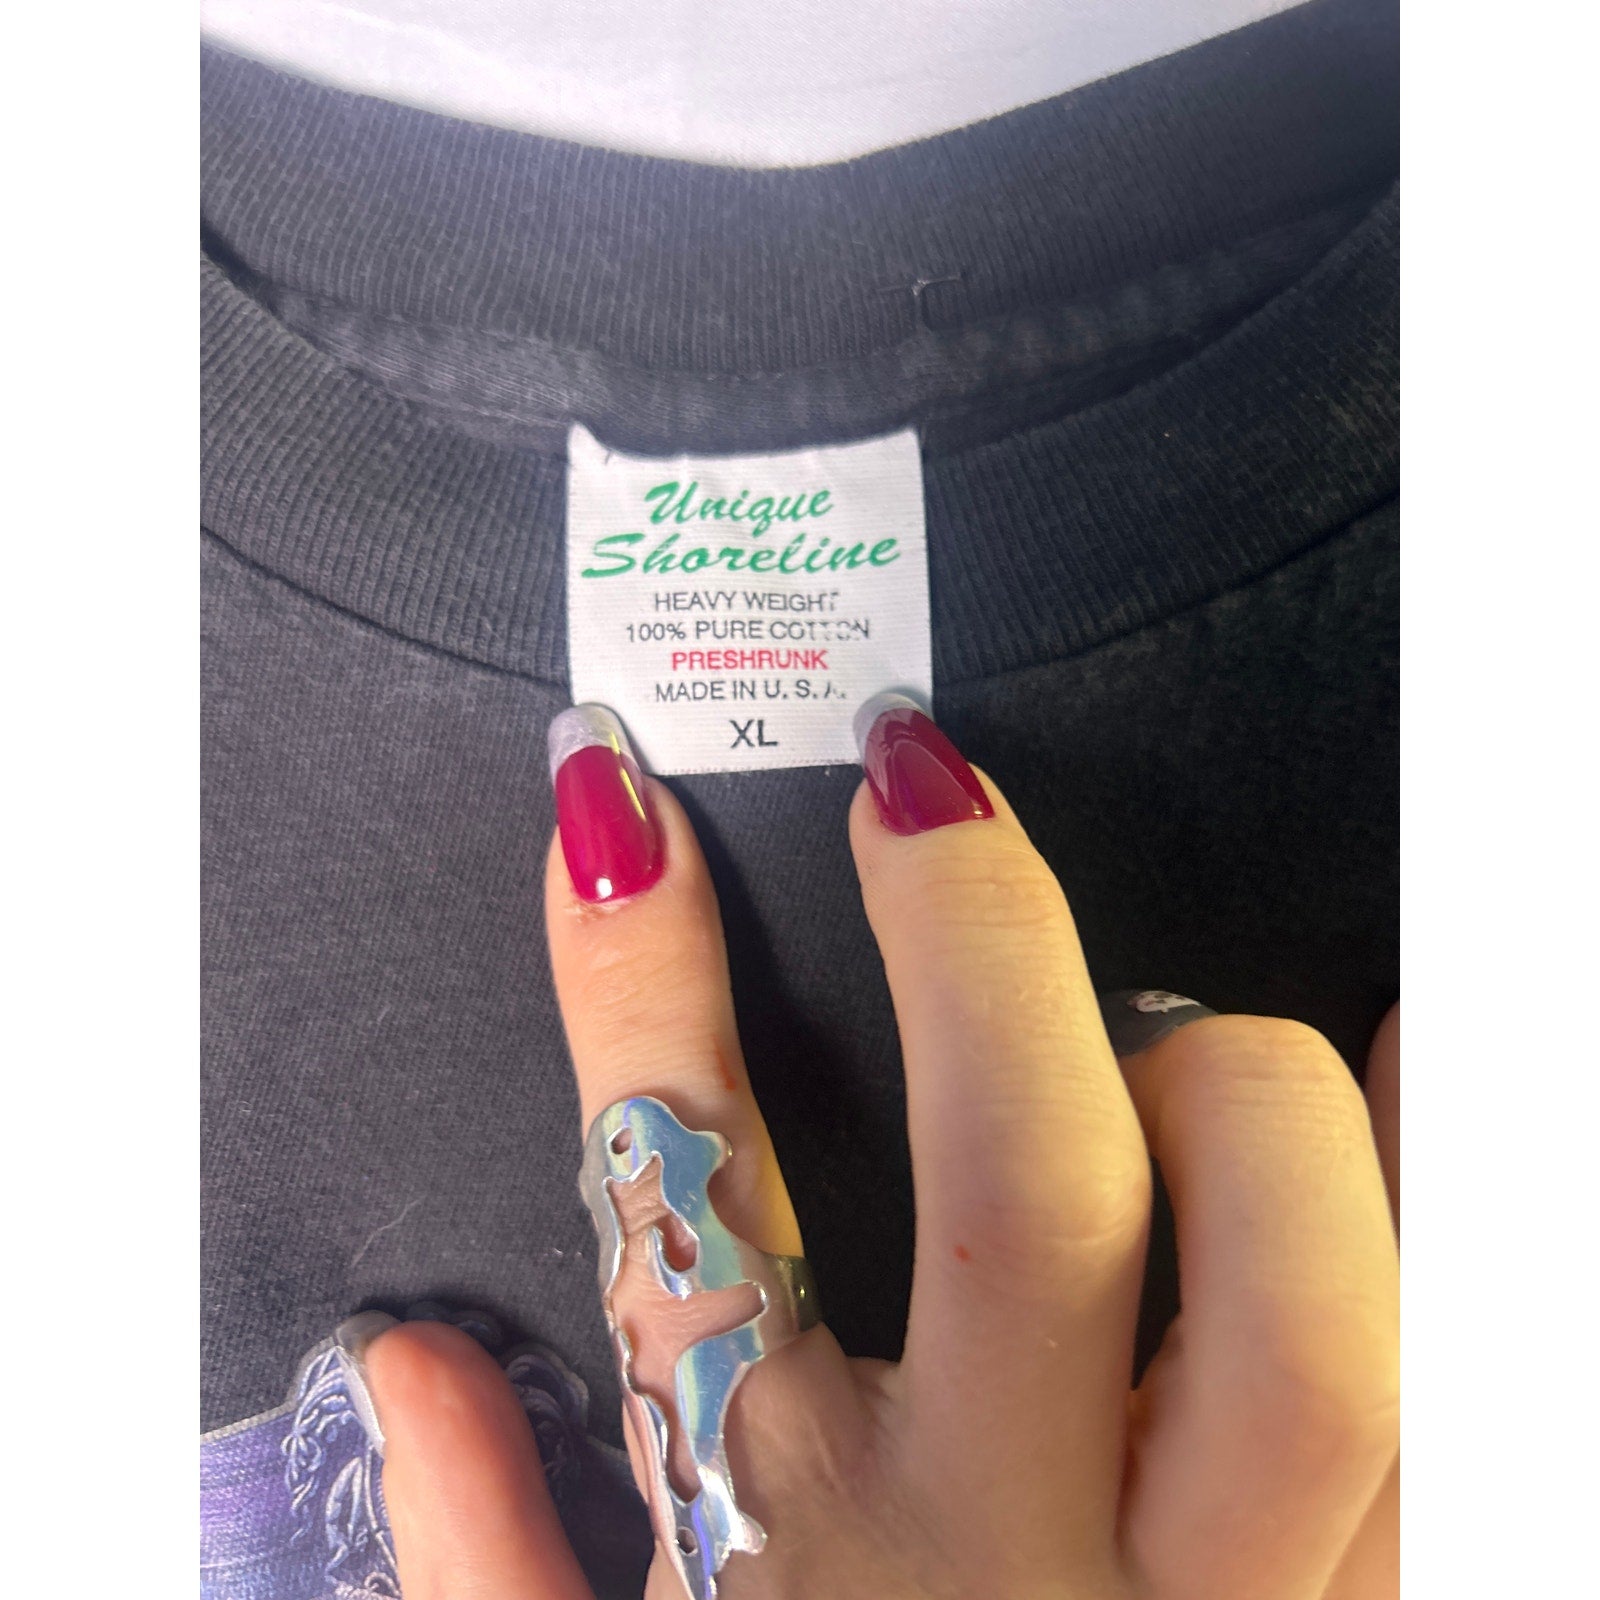 Unique
Shoreline
HEAVY WEIGHT
100% PURE COTTON
PRESHRUNK
MADE IN U. S. A.
XL